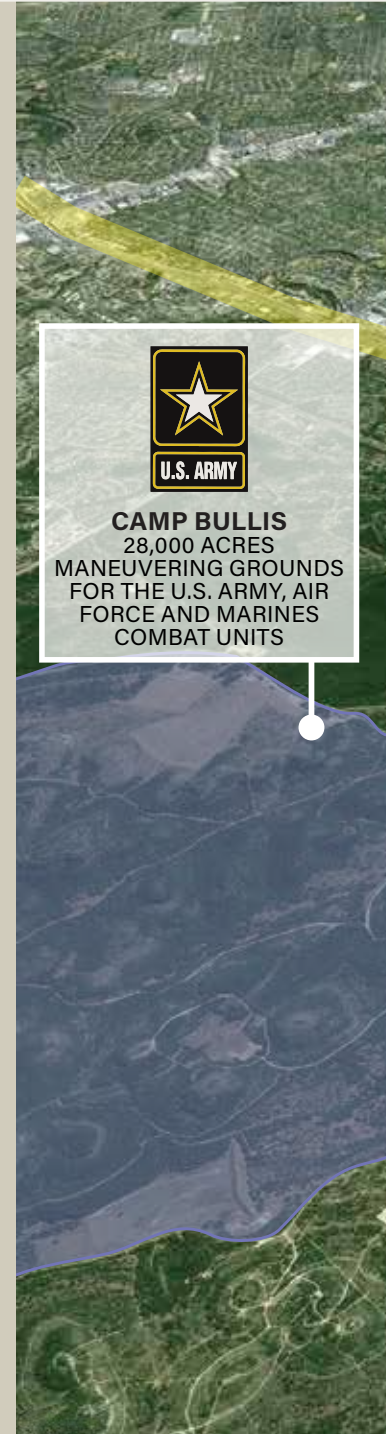 U.S. ARMY
CAMP BULLIS
28,000 ACRES
MANEUVERING GROUNDS
FOR THE U.S. ARMY, AIR
FORCE AND MARINES
COMBAT UNITS